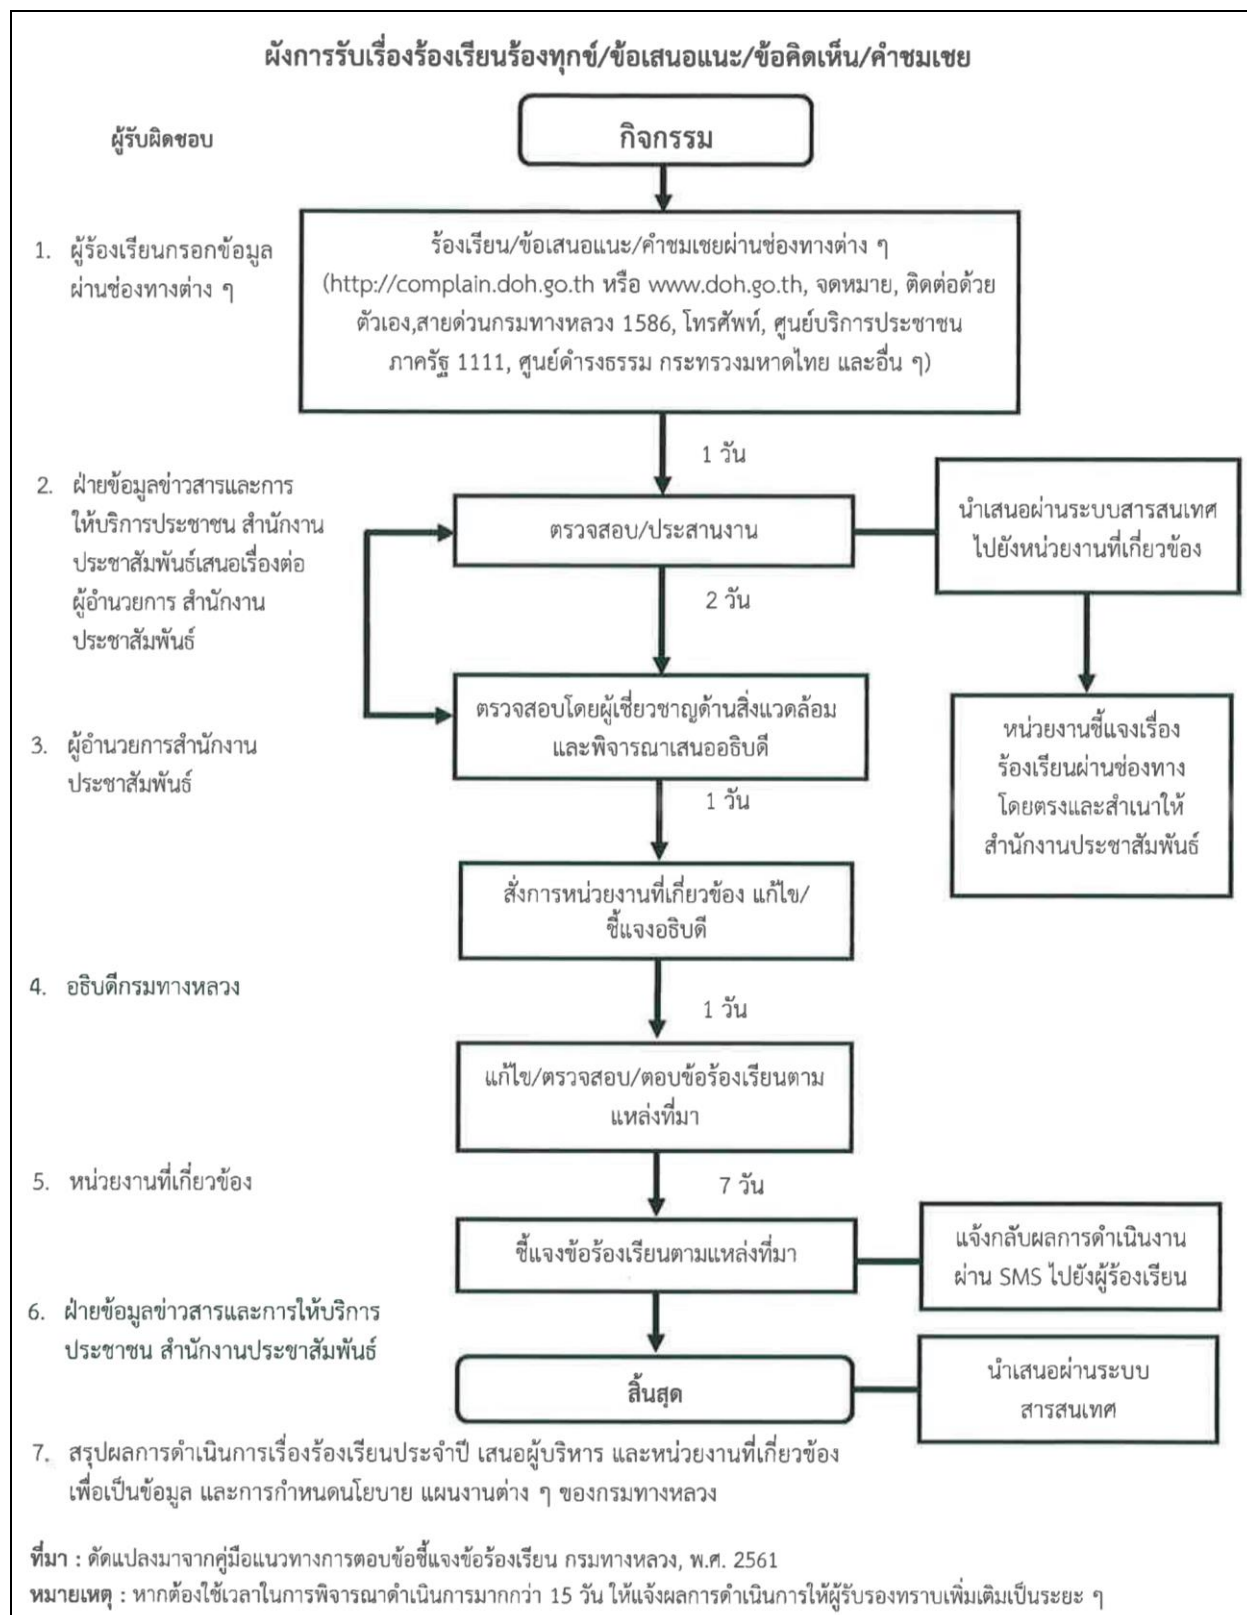 ผังการรับเรื่องร้องเรียนร้องทุกข์/ข้อเสนอแนะ/ข้อคิดเห็น/คำชมเชย
ผู้รับผิดชอบ
กิจกรรม
1. ผู้ร้องเรียนกรอกข้อมูล
ผ่านช่องทางต่าง ๆ
ร้องเรียน/ข้อเสนอแนะ/คำชมเชยผ่านช่องทางต่าง ๆ
(http://complain.doh.go.th หรือ www.doh.go.th, จดหมาย, ติดต่อด้วย
ตัวเอง,สายด่วนกรมทางหลวง 1586, โทรศัพท์, ศูนย์บริการประชาชน
ภาครัฐ 1111, ศูนย์ดำรงธรรม กระทรวงมหาดไทย และอื่น ๆ)
1 วัน
2. ฝ่ายข้อมูลข่าวสารและการ
ให้บริการประชาชน สำนักงาน
ประชาสัมพันธ์เสนอเรื่องต่อ
ผู้อำนวยการ สำนักงาน
ประชาสัมพันธ์
ตรวจสอบ/ประสานงาน
นำเสนอผ่านระบบสารสนเทศ
ไปยังหน่วยงานที่เกี่ยวข้อง
2 วัน
3. ผู้อำนวยการสำนักงาน
ประชาสัมพันธ์
ตรวจสอบโดยผู้เชี่ยวชาญด้านสิ่งแวดล้อม
และพิจารณาเสนออธิบดี
หน่วยงานชี้แจงเรื่อง
ร้องเรียนผ่านช่องทาง
โดยตรงและสำเนาให้
สำนักงานประชาสัมพันธ์
1 วัน
สั่งการหน่วยงานที่เกี่ยวข้อง แก้ไข/
ชี้แจงอธิบดี
4. อธิบดีกรมทางหลวง
1 วัน
แก้ไข/ตรวจสอบ/ตอบข้อร้องเรียนตาม
แหล่งที่มา
5. หน่วยงานที่เกี่ยวข้อง
7 วัน
ชี้แจงข้อร้องเรียนตามแหล่งที่มา
แจ้งกลับผลการดำเนินงาน
ผ่าน SMS ไปยังผู้ร้องเรียน
6. ฝ่ายข้อมูลข่าวสารและการให้บริการ
ประชาชน สำนักงานประชาสัมพันธ์
สิ้นสุด
นำเสนอผ่านระบบ
สารสนเทศ
7. สรุปผลการดำเนินการเรื่องร้องเรียนประจำปี เสนอผู้บริหาร และหน่วยงานที่เกี่ยวข้อง
เพื่อเป็นข้อมูล และการกำหนดนโยบาย แผนงานต่าง ๆ ของกรมทางหลวง
ที่มา : ดัดแปลงมาจากคู่มือแนวทางการตอบข้อชี้แจงข้อร้องเรียน กรมทางหลวง, พ.ศ. 2561
หมายเหตุ : หากต้องใช้เวลาในการพิจารณาดำเนินการมากกว่า 15 วัน ให้แจ้งผลการดำเนินการให้ผู้รับรองทราบเพิ่มเติมเป็นระยะ ๆ